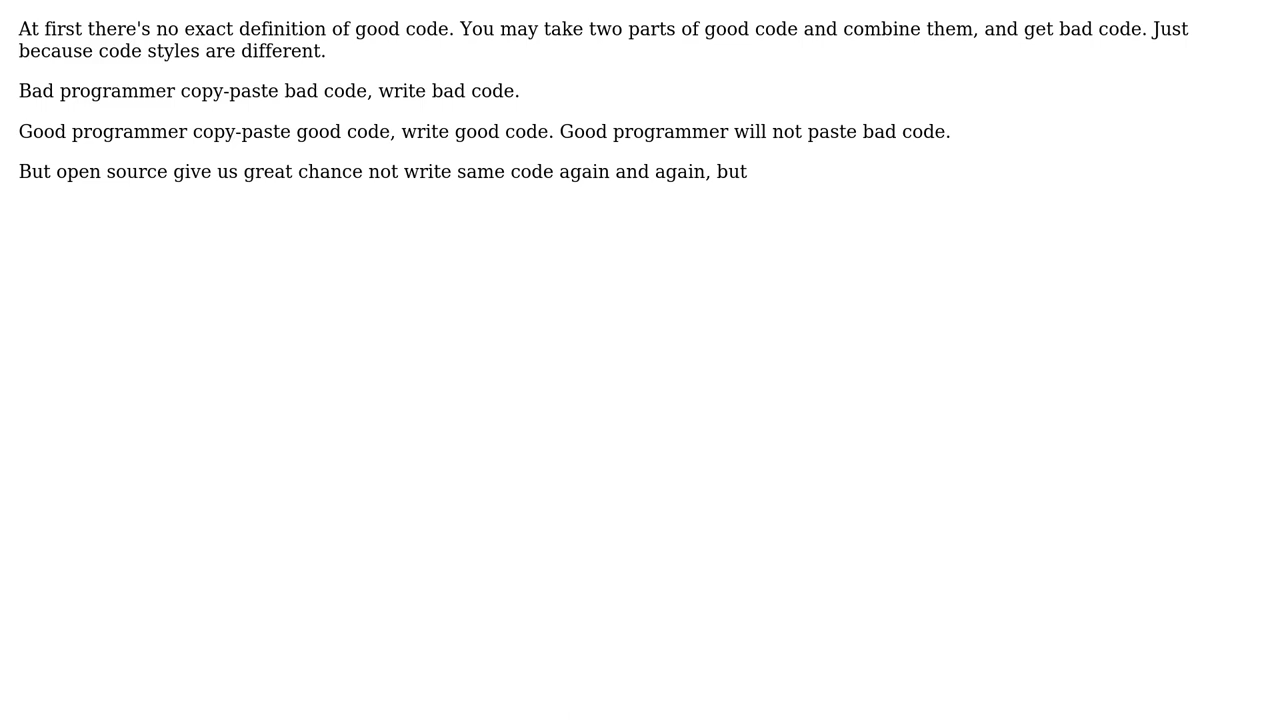 At first there's no exact definition of good code. You may take two parts of good code and combine them, and get bad code. Just
because code styles are different.
Bad programmer copy-paste bad code, write bad code.
Good programmer copy-paste good code, write good code. Good programmer will not paste bad code.
But open source give us great chance not write same code again and again, but